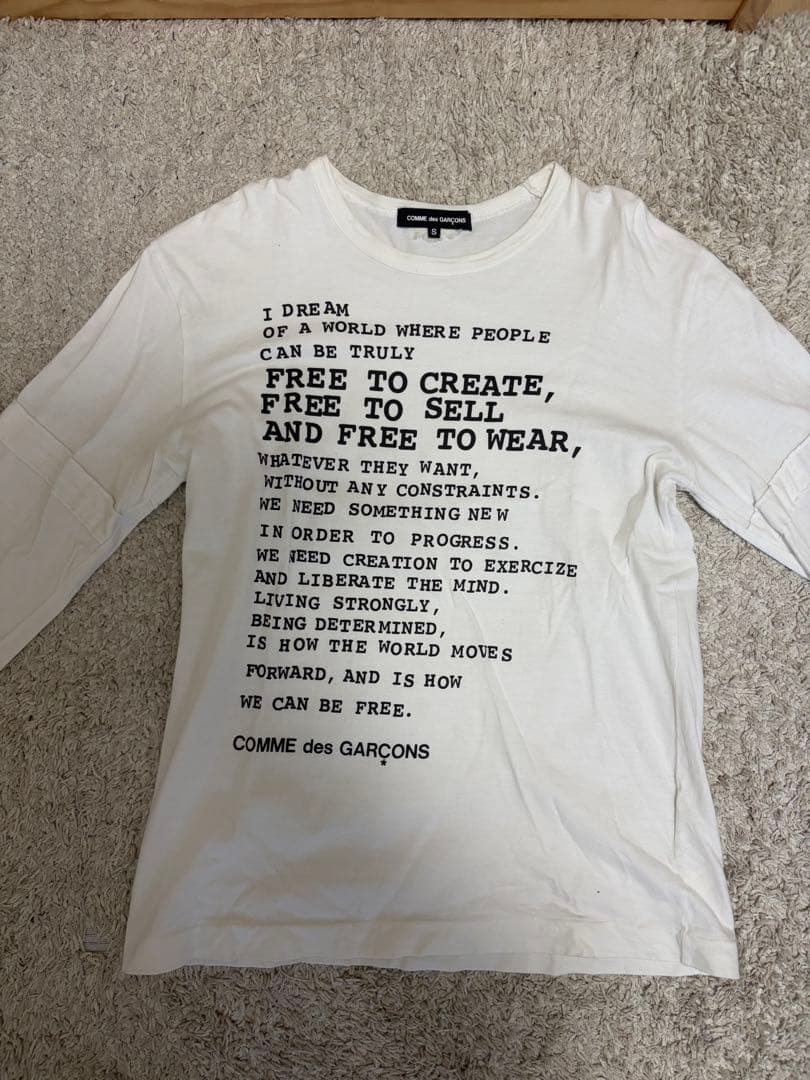 COMME des GARÇONS
S
I DREAM
OF A WORLD WHERE PEOPLE
CAN BE TRULY
FREE TO CREATE,
FREE TO SELL
AND FREE TO WEAR,
WHATEVER THEY WANT,
WITHOUT ANY CONSTRAINTS.
WE NEED SOMETHING NEW
IN ORDER TO PROGRESS.
WE NEED CREATION TO EXERCIZE
AND LIBERATE THE MIND.
LIVING STRONGLY,
BEING DETERMINED,
IS HOW THE WORLD MOVES
FORWARD, AND IS HOW
WE CAN BE FREE.
COMME des GARÇONS
*